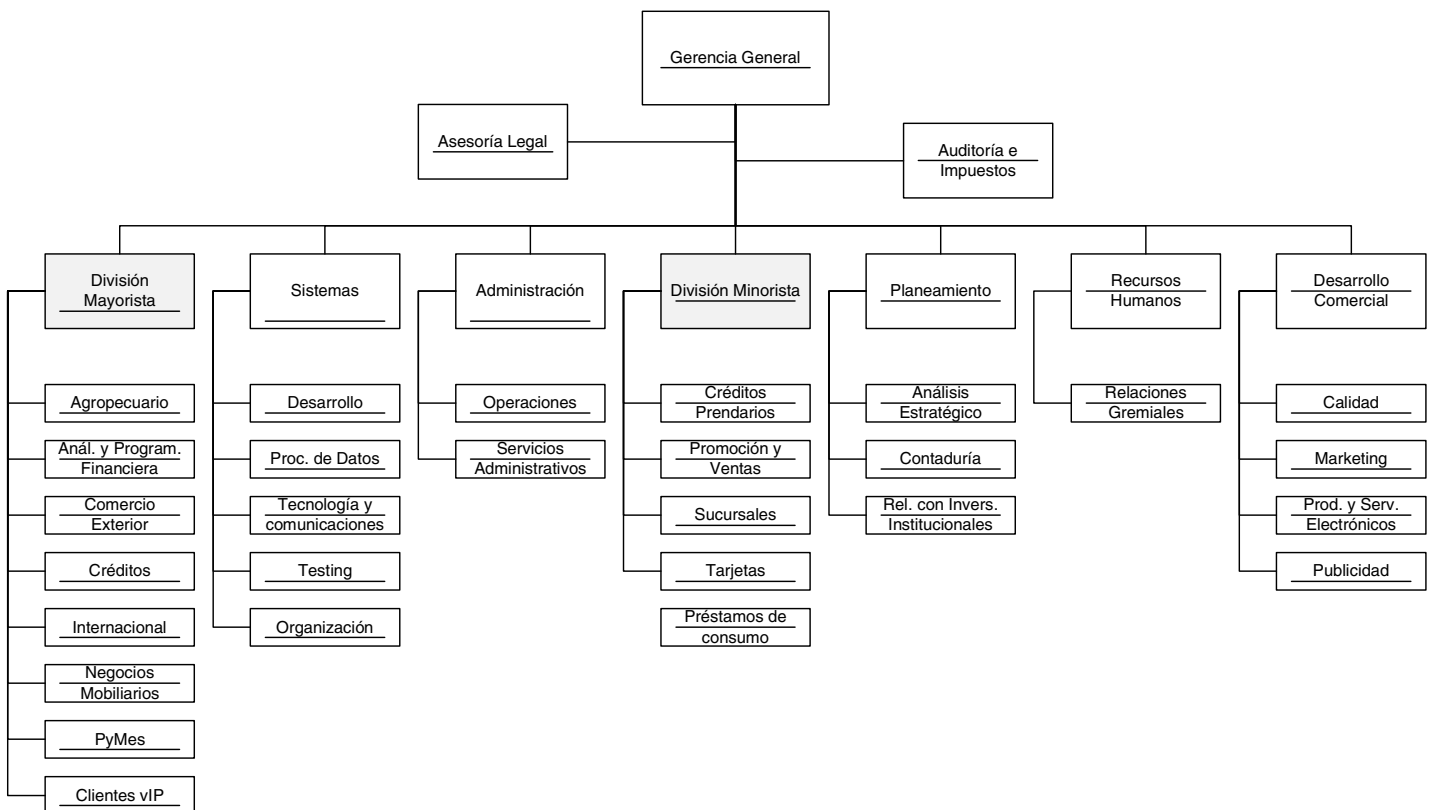 Gerencia General
Asesoría Legal
Auditoría e
Impuestos
División
Mayorista
Sistemas
Administración
División Minorista
Planeamiento
Recursos
Humanos
Desarrollo
Comercial
Agropecuario
Anál. y Program.
Financiera
Comercio
Exterior
Créditos
Internacional
Negocios
Mobiliarios
PyMes
Clientes vIP
Desarrollo
Proc. de Datos
Tecnología y
comunicaciones
Testing
Organización
Operaciones
Servicios
Administrativos
Créditos
Prendarios
Promoción y
Ventas
Sucursales
Tarjetas
Préstamos de
consumo
Análisis
Estratégico
Contaduría
Rel. con Invers.
Institucionales
Relaciones
Gremiales
Calidad
Marketing
Prod. y Serv.
Electrónicos
Publicidad